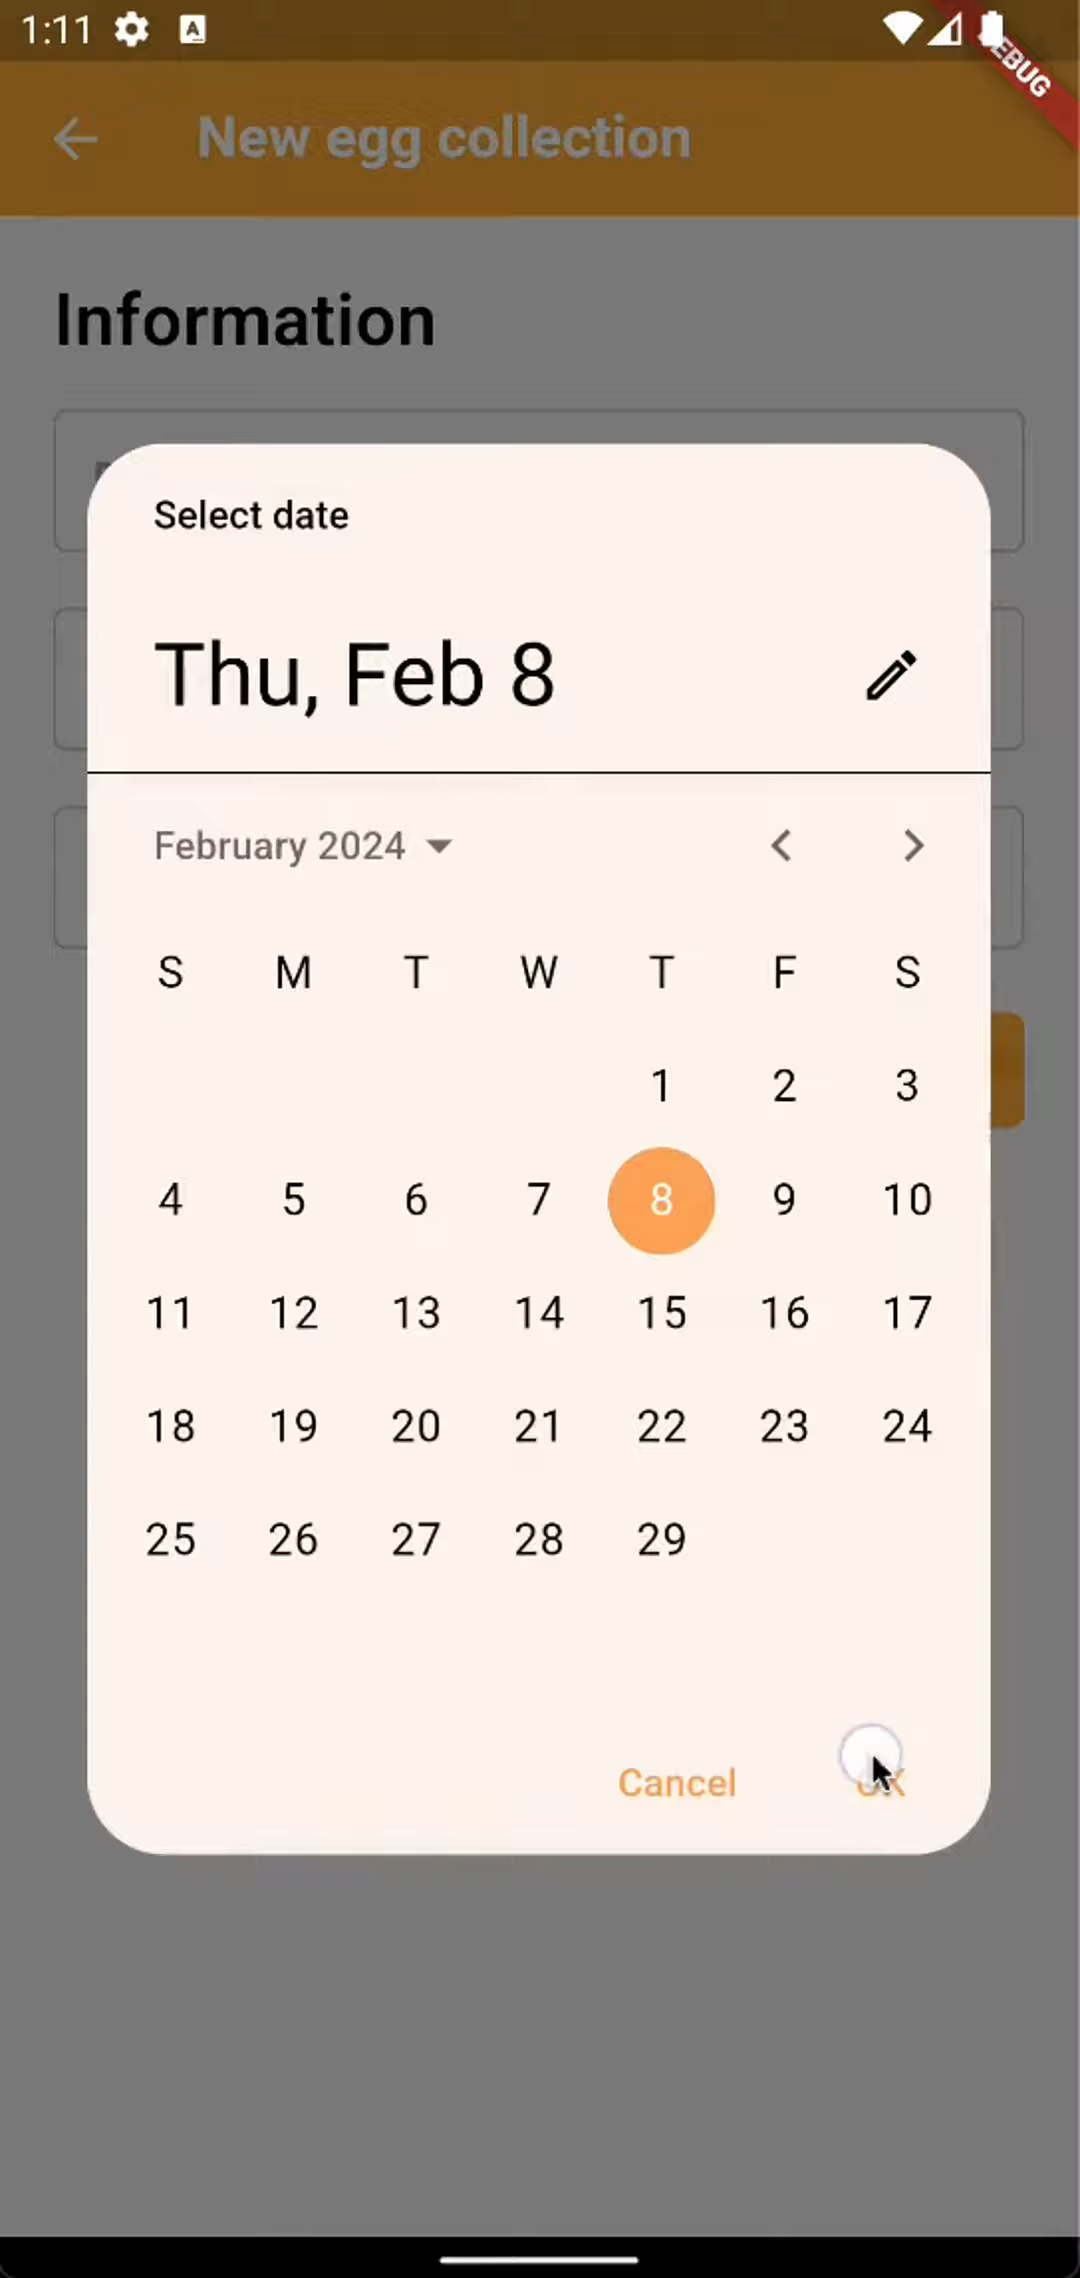 1:11
A
EBUG
New egg collection
Information
Select date
Thu, Feb 8
February 2024
S M T W T F S
1 2 3
4 5 6 7 8 9 10
11 12 13 14 15 16 17
18 19 20 21 22 23 24
25 26 27 28 29
Cancel OK